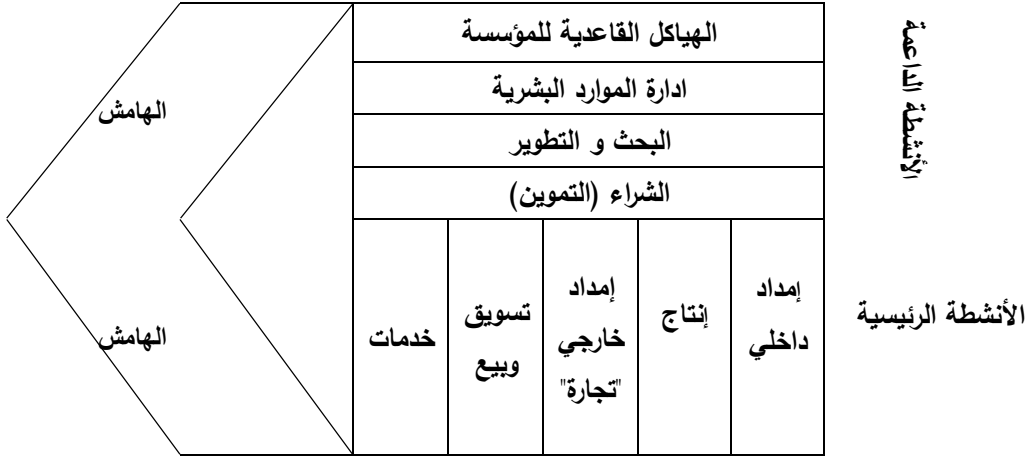 الأنشطة الداعمة
الهياكل القاعدية للمؤسسة
ادارة الموارد البشرية
البحث و التطوير
الشراء (التموين)
الهامش
الأنشطة الرئيسية
إمداد
داخلي
إنتاج
إمداد
خارجي
"تجارة"
تسويق
وبيع
خدمات
الهامش